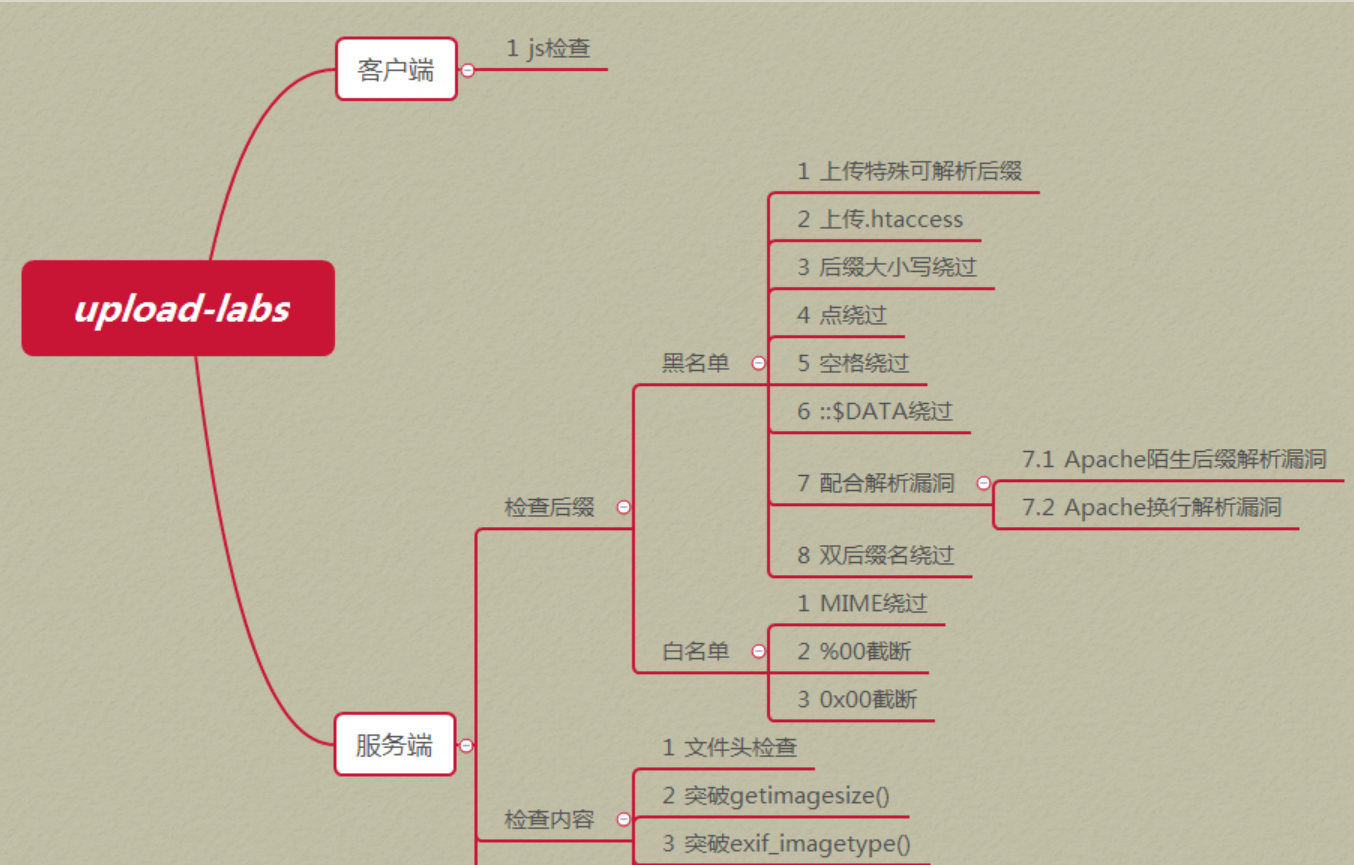 客户端
1 js检查
upload-labs
服务端
检查后缀
黑名单
1 上传特殊可解析后缀
2 上传.htaccess
3 后缀大小写绕过
4 点绕过
5 空格绕过
6 ::$DATA绕过
7 配合解析漏洞
7.1 Apache陌生后缀解析漏洞
7.2 Apache换行解析漏洞
8 双后缀名绕过
白名单
1 MIME绕过
2 %00截断
3 0x00截断
检查内容
1 文件头检查
2 突破getimagesize()
3 突破exif_imagetype()